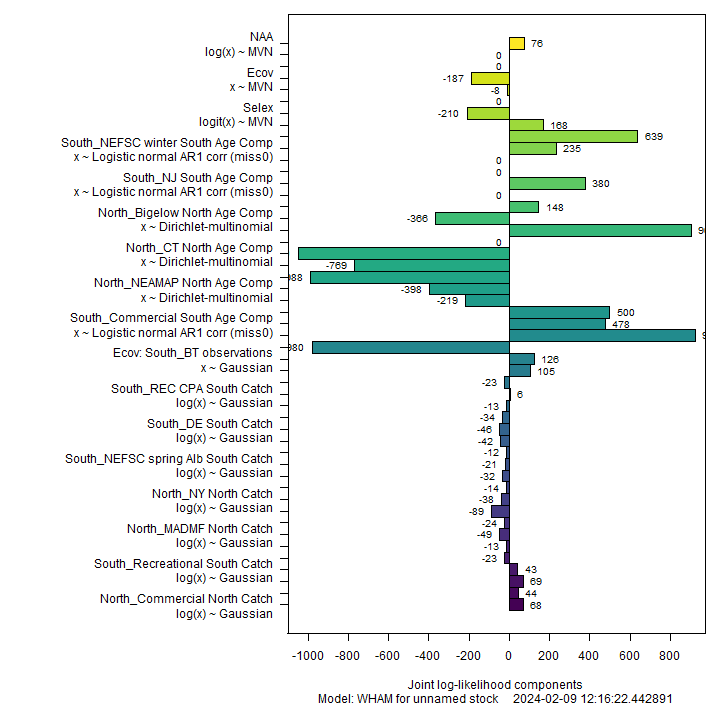 NAA
log(x) ~ MVN
76
0
0
Ecov
x ~ MVN
-187
-8
0
Selex
logit(x) ~ MVN
-210
168
South_NEFSC winter South Age Comp
x ~ Logistic normal AR1 corr (miss0)
639
235
0
0
South_NJ South Age Comp
x ~ Logistic normal AR1 corr (miss0)
380
0
148
North_Bigelow North Age Comp
x ~ Dirichlet-multinomial
-366
0
North_CT North Age Comp
x ~ Dirichlet-multinomial
-769
North_NEAMAP North Age Comp
x ~ Dirichlet-multinomial
-398
-219
500
South_Commercial South Age Comp
x ~ Logistic normal AR1 corr (miss0)
478
Ecov: South_BT observations
x ~ Gaussian
126
105
South_REC CPA South Catch
log(x) ~ Gaussian
-23
6
-13
-34
South_DE South Catch
log(x) ~ Gaussian
-46
-42
-12
South_NEFSC spring Alb South Catch
log(x) ~ Gaussian
-21
-32
-14
North_NY North Catch
log(x) ~ Gaussian
-38
-89
-24
North_MADMF North Catch
log(x) ~ Gaussian
-49
-13
-23
South_Recreational South Catch
log(x) ~ Gaussian
43
69
44
North_Commercial North Catch
log(x) ~ Gaussian
68
-1000 -800 -600 -400 -200 0 200 400 600 800
Joint log-likelihood components
Model: WHAM for unnamed stock 2024-02-09 12:16:22.442891